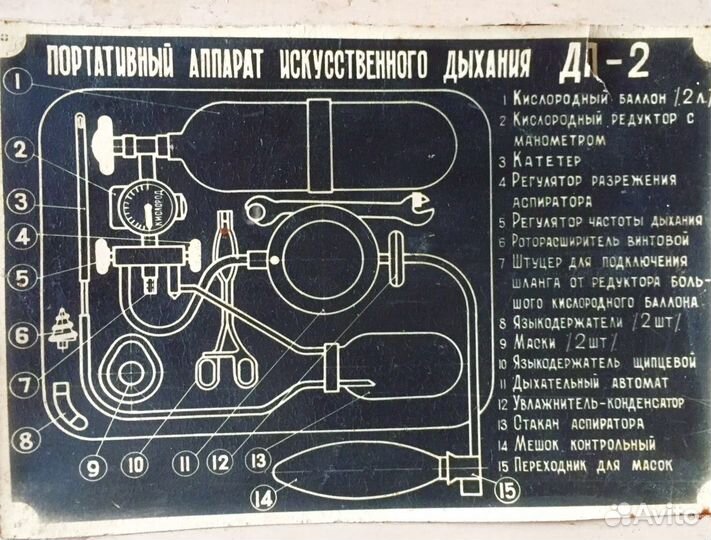 ПОРТАТИВНЫЙ АППАРАТ ИСКУССТВЕННОГО ДЫХАНИЯ ДП-2
1 КИСЛОРОДНЫЙ БАЛЛОН /2 Л/
2 КИСЛОРОДНЫЙ РЕДУКТОР С
МАНОМЕТРОМ
3 КАТЕТЕР
4 РЕГУЛЯТОР РАЗРЕЖЕНИЯ
АСПИРАТОРА
5 РЕГУЛЯТОР ЧАСТОТЫ ДЫХАНИЯ
6 РОТОРАСШИРИТЕЛЬ ВИНТОВОЙ
7 ШТУЦЕР ДЛЯ ПОДКЛЮЧЕНИЯ
ШЛАНГА ОТ РЕДУКТОРА БОЛЬ-
ШОГО КИСЛОРОДНОГО БАЛЛОНА
8 ЯЗЫКОДЕРЖАТЕЛИ /2 ШТ/
9 МАСКИ /2 ШТ/
10 ЯЗЫКОДЕРЖАТЕЛЬ ЩИПЦЕВОЙ
11 ДЫХАТЕЛЬНЫЙ АВТОМАТ
12 УВЛАЖНИТЕЛЬ-КОНДЕНСАТОР
13 СТАКАН АСПИРАТОРА
14 МЕШОК КОНТРОЛЬНЫЙ
15 ПЕРЕХОДНИК ДЛЯ МАСОК
1
2
3
4
5
6
7
8
9
10
11
12
13
14
15
КИСЛОРОД
Avito